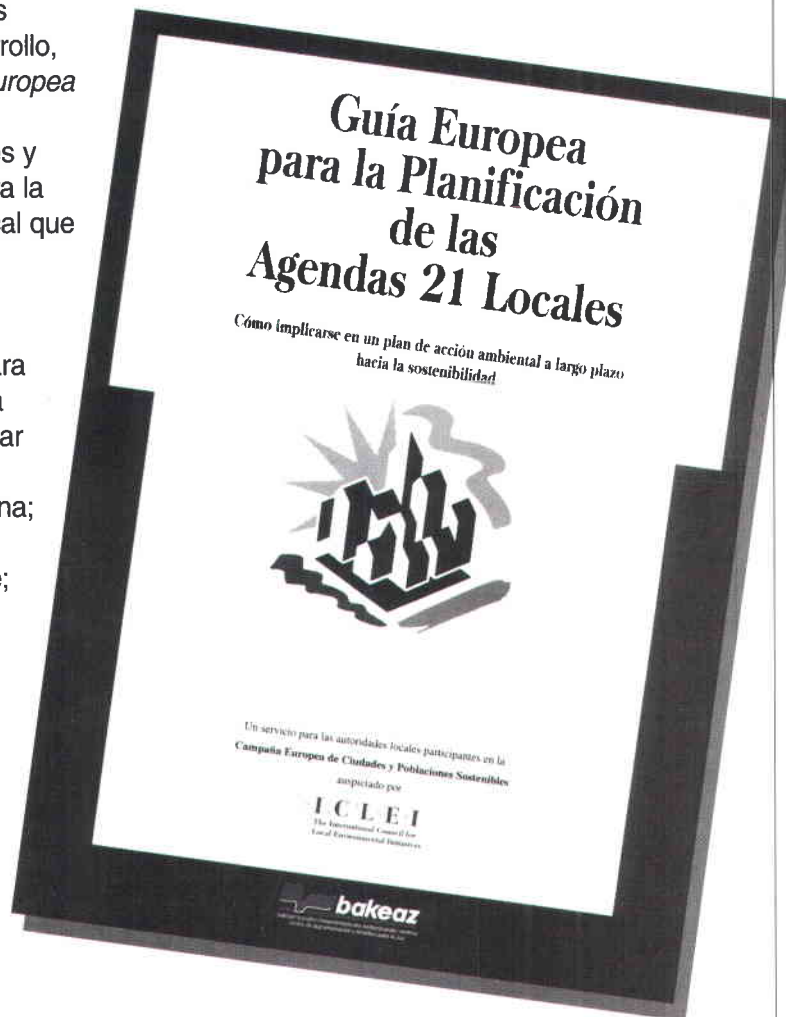 s
rollo,
uropea
s y
a la
al que
ra
a
ar
na;
e;
Guía Europea
para la Planificación
de las
Agendas 21 Locales
Cómo implicarse en un plan de acción ambiental a largo plazo
hacia la sostenibilidad
Un servicio para las autoridades locales participantes en la
Campaña Europea de Ciudades y Poblaciones Sostenibles
auspiciado por
I C L E I
The International Council for
Local Environmental Initiatives
bakeaz